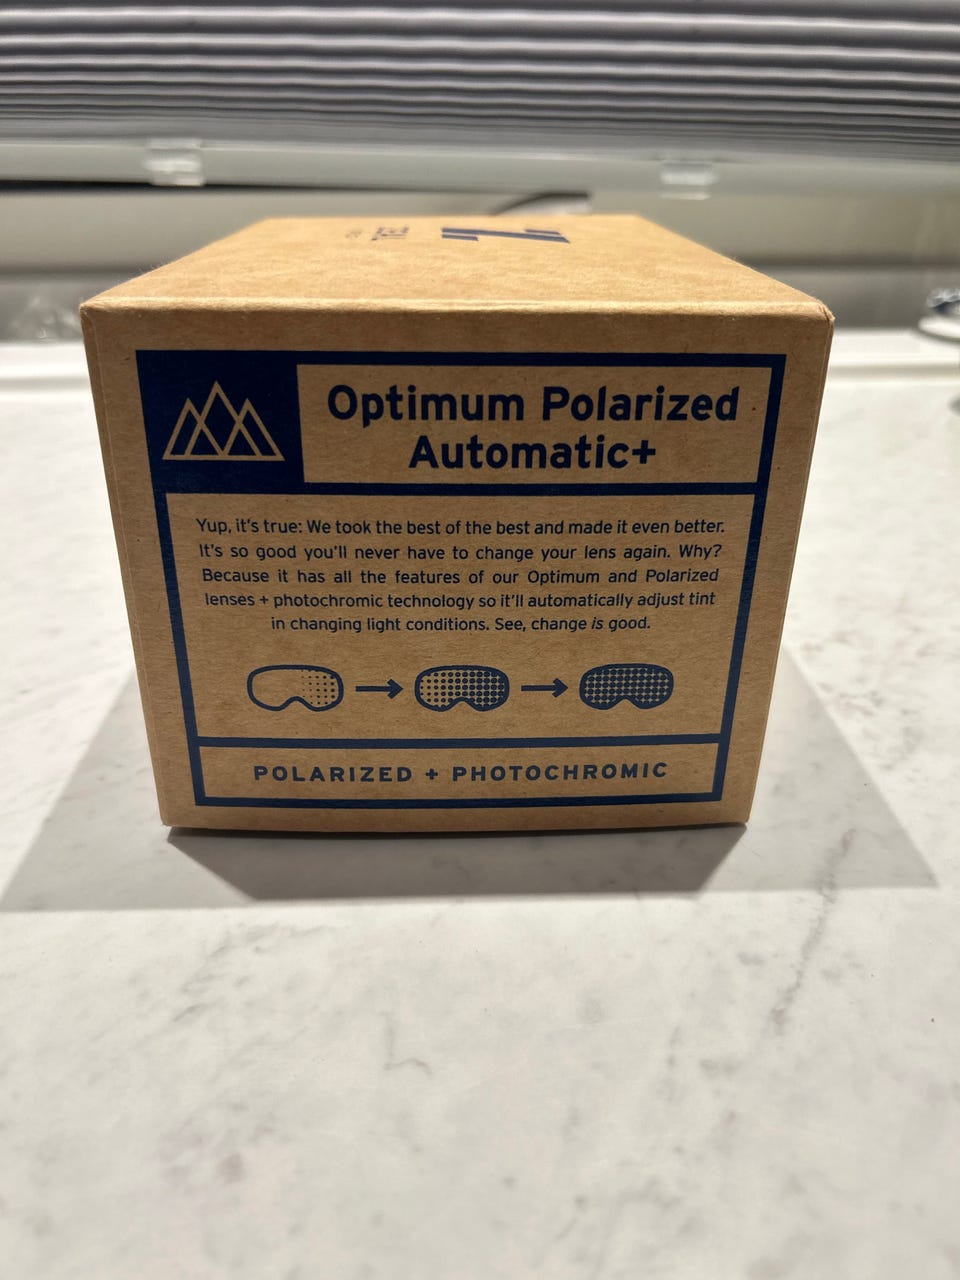 Optimum Polarized
Automatic+
Yup, it's true: We took the best of the best and made it even better.
It's so good you'll never have to change your lens again. Why?
Because it has all the features of our Optimum and Polarized
lenses + photochromic technology so it'll automatically adjust tint
in changing light conditions. See, change is good.
POLARIZED + PHOTOCHROMIC